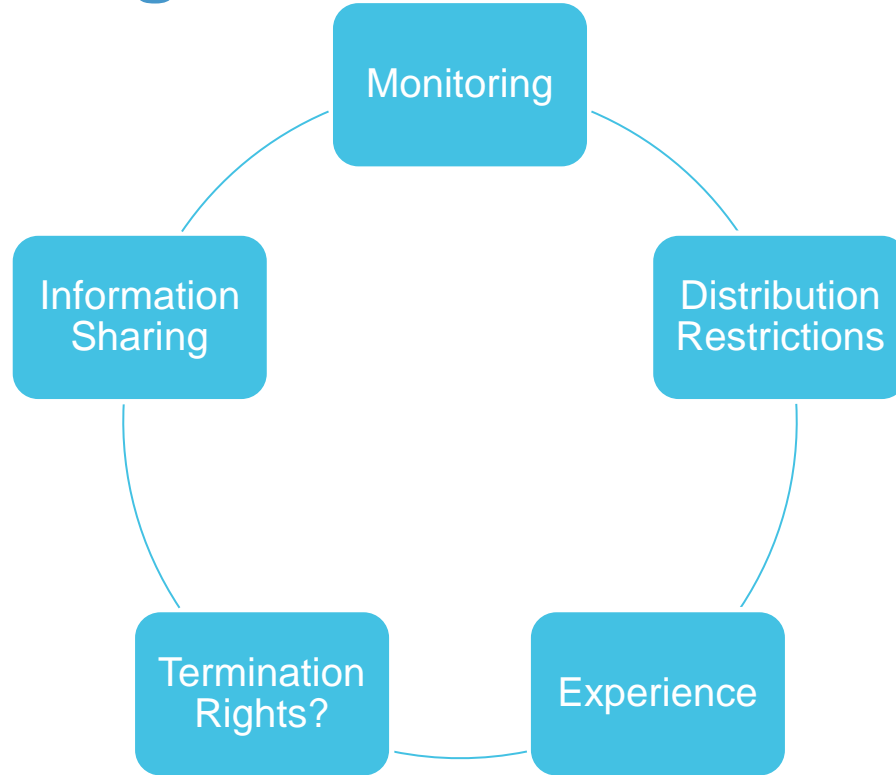 Monitoring
Distribution
Restrictions
Experience
Termination
Rights?
Information
Sharing